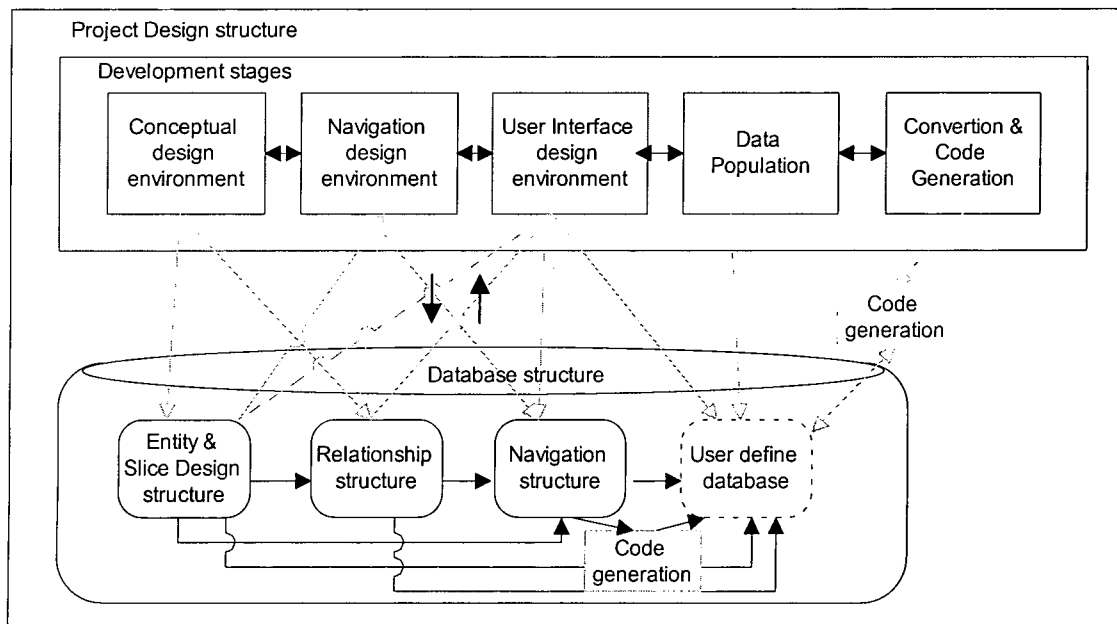 Project Design structure
Development stages
Conceptual
design
environment
Navigation
design
environment
User Interface
design
environment
Data
Population
Convertion &
Code
Generation
Code
generation
Database structure
Entity &
Slice Design
structure
Relationship
structure
Navigation
structure
User define
database
Code
generation